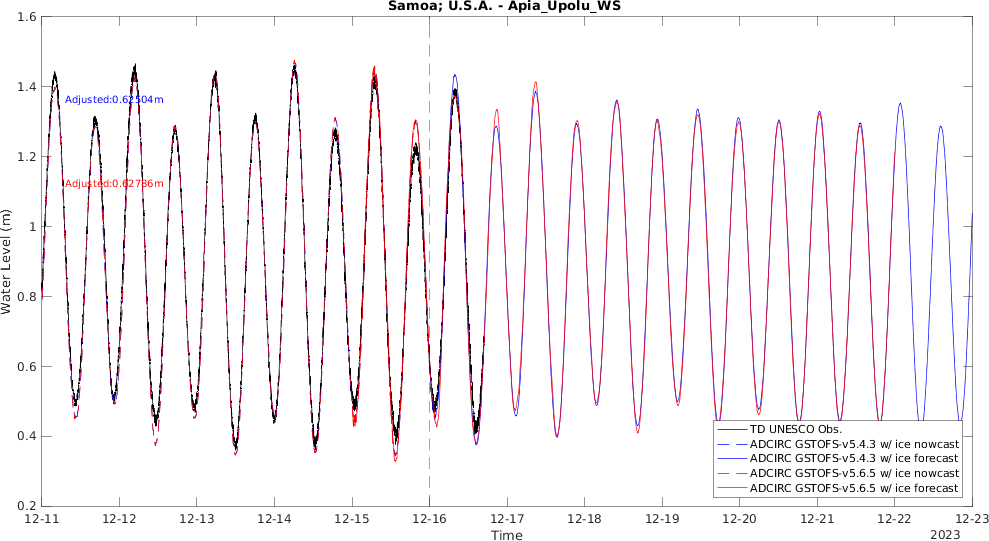 Samoa; U.S.A. - Apia_Upolu_WS
1.6
1.4
1.2
1
0.8
0.6
0.4
0.2
Water Level (m)
Adjusted:0.62504m
Adjusted:0.62786m
TD UNESCO Obs.
ADCIRC GSTOFS-v5.4.3 w/ ice nowcast
ADCIRC GSTOFS-v5.4.3 w/ ice forecast
ADCIRC GSTOFS-v5.6.5 w/ ice nowcast
ADCIRC GSTOFS-v5.6.5 w/ ice forecast
12-11 12-12 12-13 12-14 12-15 12-16 12-17 12-18 12-19 12-20 12-21 12-22 12-23
Time
2023